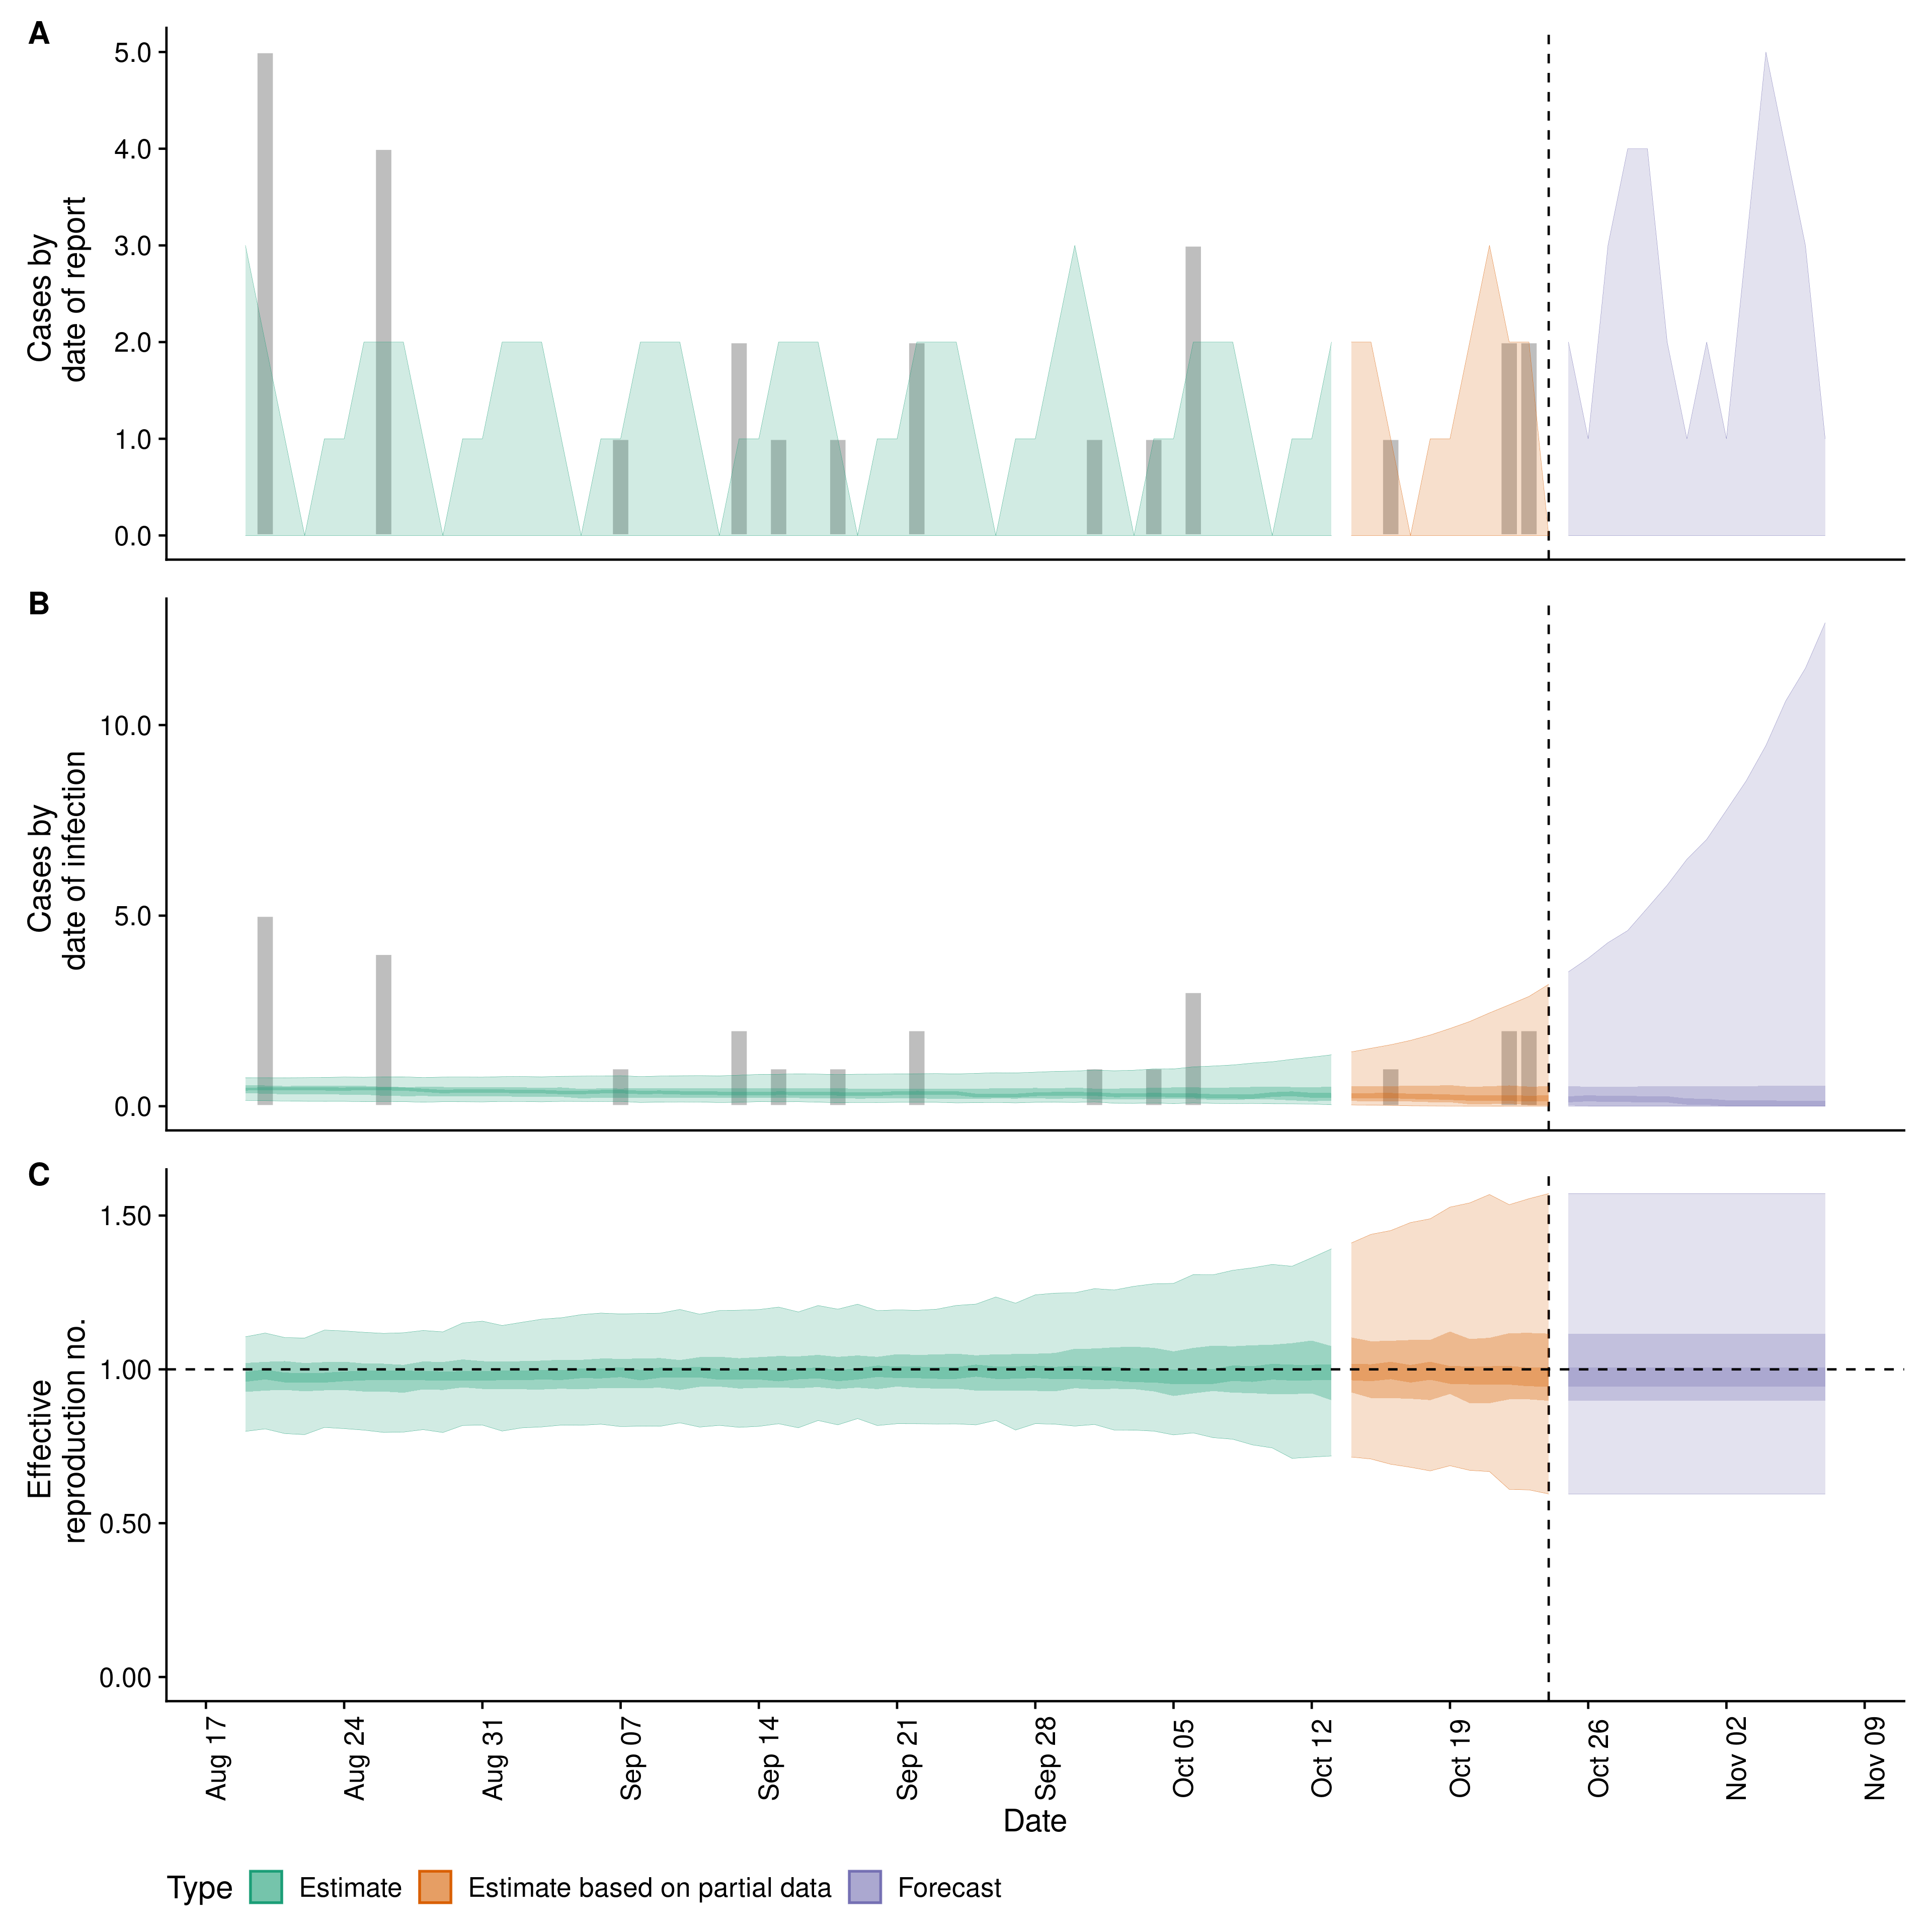 A
5.0
4.0
3.0
2.0
1.0
0.0
Cases by
date of report
B
10.0
5.0
0.0
Cases by
date of infection
C
1.50
1.00
0.50
0.00
Effective
reproduction no.
Aug 17
Aug 24
Aug 31
Sep 07
Sep 14
Sep 21
Sep 28
Oct 05
Oct 12
Oct 19
Oct 26
Nov 02
Nov 09
Date
Type Estimate Estimate based on partial data Forecast